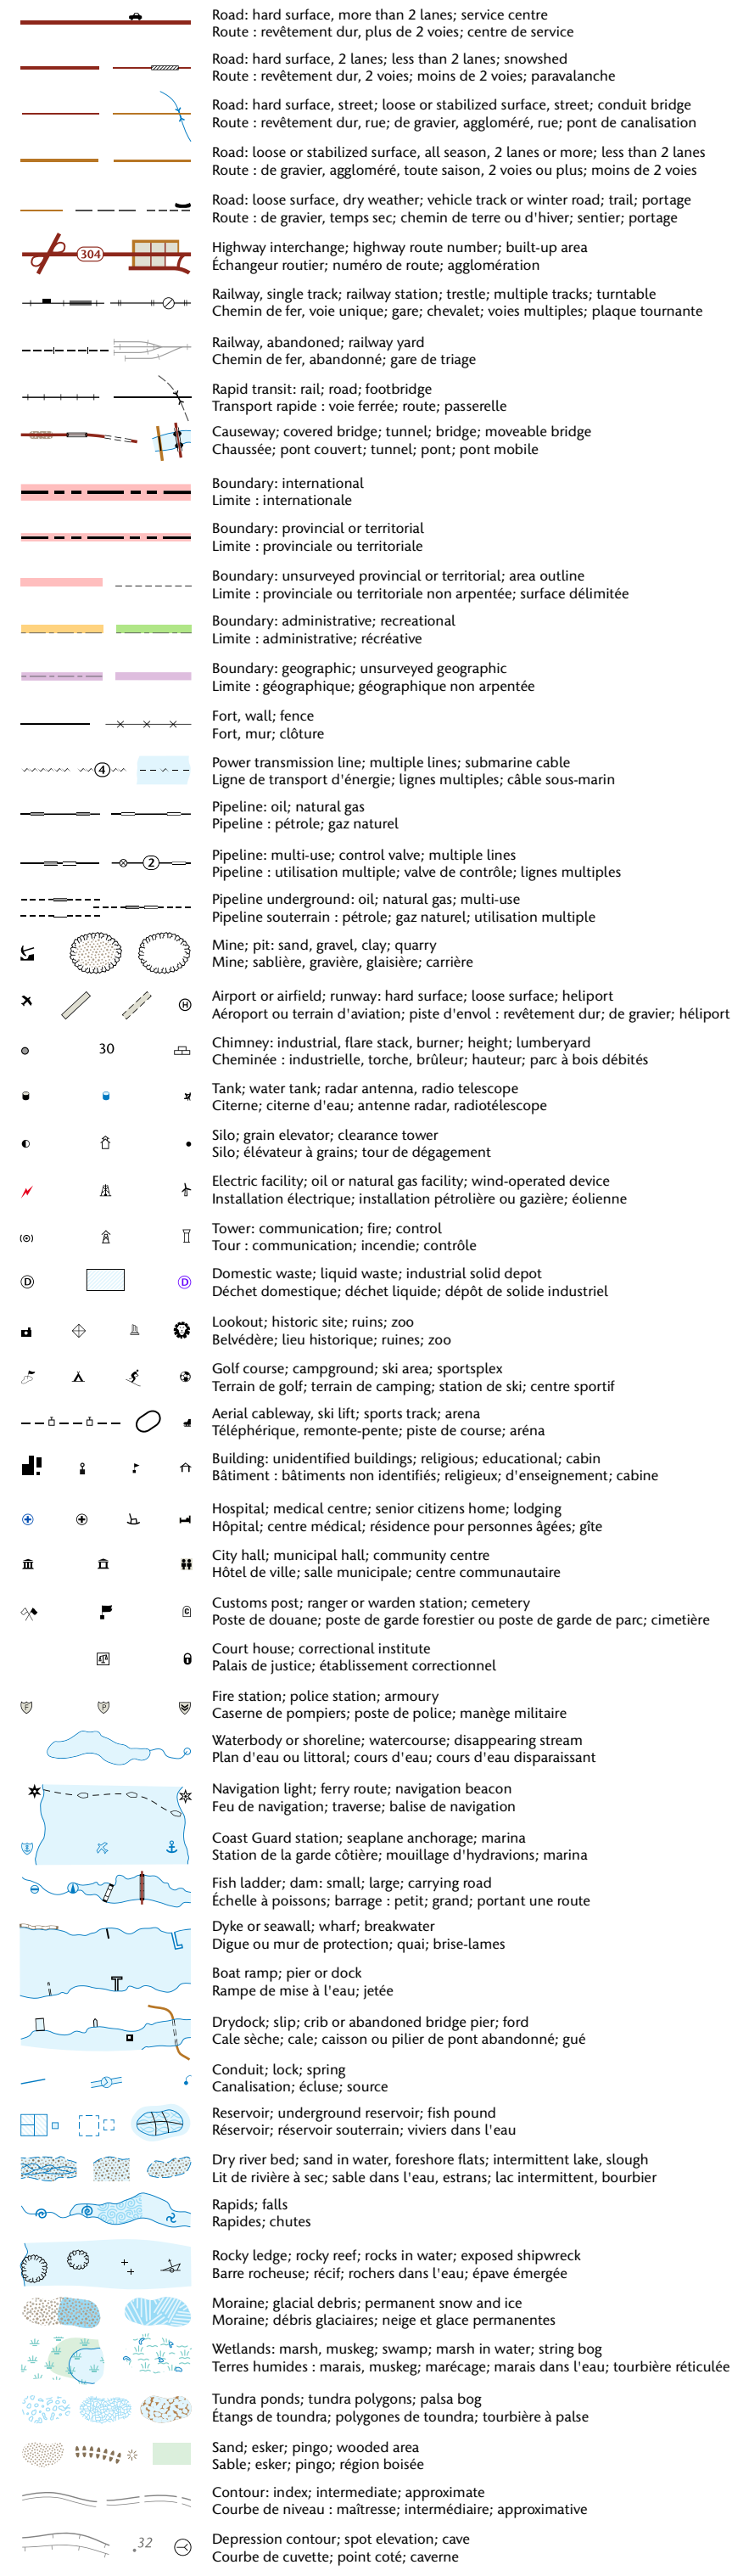 Road: hard surface, more than 2 lanes; service centre
Route : revêtement dur, plus de 2 voies; centre de service
Road: hard surface, 2 lanes; less than 2 lanes; snowshed
Route : revêtement dur, 2 voies; moins de 2 voies; paravalanche
Road: hard surface, street; loose or stabilized surface, street; conduit bridge
Route : revêtement dur, rue; de gravier, aggloméré, rue; pont de canalisation
Road: loose or stabilized surface, all season, 2 lanes or more; less than 2 lanes
Route : de gravier, aggloméré, toute saison, 2 voies ou plus; moins de 2 voies
Road: loose surface, dry weather; vehicle track or winter road; trail; portage
Route : de gravier, temps sec; chemin de terre ou d'hiver; sentier; portage
304
Highway interchange; highway route number; built-up area
Échangeur routier; numéro de route; agglomération
Railway, single track; railway station; trestle; multiple tracks; turntable
Chemin de fer, voie unique; gare; chevalet; voies multiples; plaque tournante
Railway, abandoned; railway yard
Chemin de fer, abandonné; gare de triage
Rapid transit: rail; road; footbridge
Transport rapide : voie ferrée; route; passerelle
Causeway; covered bridge; tunnel; bridge; moveable bridge
Chaussée; pont couvert; tunnel; pont; pont mobile
Boundary: international
Limite : internationale
Boundary: provincial or territorial
Limite : provinciale ou territoriale
Boundary: unsurveyed provincial or territorial; area outline
Limite : provinciale ou territoriale non arpentée; surface délimitée
Boundary: administrative; recreational
Limite : administrative; récréative
Boundary: geographic; unsurveyed geographic
Limite : géographique; géographique non arpentée
Fort, wall; fence
Fort, mur; clôture
4
Power transmission line; multiple lines; submarine cable
Ligne de transport d'énergie; lignes multiples; câble sous-marin
Pipeline: oil; natural gas
Pipeline : pétrole; gaz naturel
2
Pipeline: multi-use; control valve; multiple lines
Pipeline : utilisation multiple; valve de contrôle; lignes multiples
Pipeline underground: oil; natural gas; multi-use
Pipeline souterrain : pétrole; gaz naturel; utilisation multiple
Mine; pit: sand, gravel, clay; quarry
Mine; sablière, gravière, glaisière; carrière
H
Airport or airfield; runway: hard surface; loose surface; heliport
Aéroport ou terrain d'aviation; piste d'envol : revêtement dur; de gravier; héliport
30
Chimney: industrial, flare stack, burner; height; lumberyard
Cheminée : industrielle, torche, brûleur; hauteur; parc à bois débités
Tank; water tank; radar antenna, radio telescope
Citerne; citerne d'eau; antenne radar, radiotélescope
Silo; grain elevator; clearance tower
Silo; élévateur à grains; tour de dégagement
Electric facility; oil or natural gas facility; wind-operated device
Installation électrique; installation pétrolière ou gazière; éolienne
Tower: communication; fire; control
Tour : communication; incendie; contrôle
D D
Domestic waste; liquid waste; industrial solid depot
Déchet domestique; déchet liquide; dépôt de solide industriel
Lookout; historic site; ruins; zoo
Belvédère; lieu historique; ruines; zoo
Golf course; campground; ski area; sportsplex
Terrain de golf; terrain de camping; station de ski; centre sportif
Aerial cableway, ski lift; sports track; arena
Téléphérique, remonte-pente; piste de course; aréna
Building: unidentified buildings; religious; educational; cabin
Bâtiment : bâtiments non identifiés; religieux; d'enseignement; cabine
Hospital; medical centre; senior citizens home; lodging
Hôpital; centre médical; résidence pour personnes âgées; gîte
City hall; municipal hall; community centre
Hôtel de ville; salle municipale; centre communautaire
C
Customs post; ranger or warden station; cemetery
Poste de douane; poste de garde forestier ou poste de garde de parc; cimetière
Court house; correctional institute
Palais de justice; établissement correctionnel
F P
Fire station; police station; armoury
Caserne de pompiers; poste de police; manège militaire
Waterbody or shoreline; watercourse; disappearing stream
Plan d'eau ou littoral; cours d'eau; cours d'eau disparaissant
Navigation light; ferry route; navigation beacon
Feu de navigation; traverse; balise de navigation
Coast Guard station; seaplane anchorage; marina
Station de la garde côtière; mouillage d'hydravions; marina
Fish ladder; dam: small; large; carrying road
Échelle à poissons; barrage : petit; grand; portant une route
Dyke or seawall; wharf; breakwater
Digue ou mur de protection; quai; brise-lames
Boat ramp; pier or dock
Rampe de mise à l'eau; jetée
Drydock; slip; crib or abandoned bridge pier; ford
Cale sèche; cale; caisson ou pilier de pont abandonné; gué
Conduit; lock; spring
Canalisation; écluse; source
Reservoir; underground reservoir; fish pound
Réservoir; réservoir souterrain; viviers dans l'eau
Dry river bed; sand in water, foreshore flats; intermittent lake, slough
Lit de rivière à sec; sable dans l'eau, estrans; lac intermittent, bourbier
Rapids; falls
Rapides; chutes
Rocky ledge; rocky reef; rocks in water; exposed shipwreck
Barre rocheuse; récif; rochers dans l'eau; épave émergée
Moraine; glacial debris; permanent snow and ice
Moraine; débris glaciaires; neige et glace permanentes
Wetlands: marsh, muskeg; swamp; marsh in water; string bog
Terres humides : marais, muskeg; marécage; marais dans l'eau; tourbière réticulée
Tundra ponds; tundra polygons; palsa bog
Étangs de toundra; polygones de toundra; tourbière à palse
Sand; esker; pingo; wooded area
Sable; esker; pingo; région boisée
Contour: index; intermediate; approximate
Courbe de niveau : maîtresse; intermédiaire; approximative
.32
Depression contour; spot elevation; cave
Courbe de cuvette; point coté; caverne